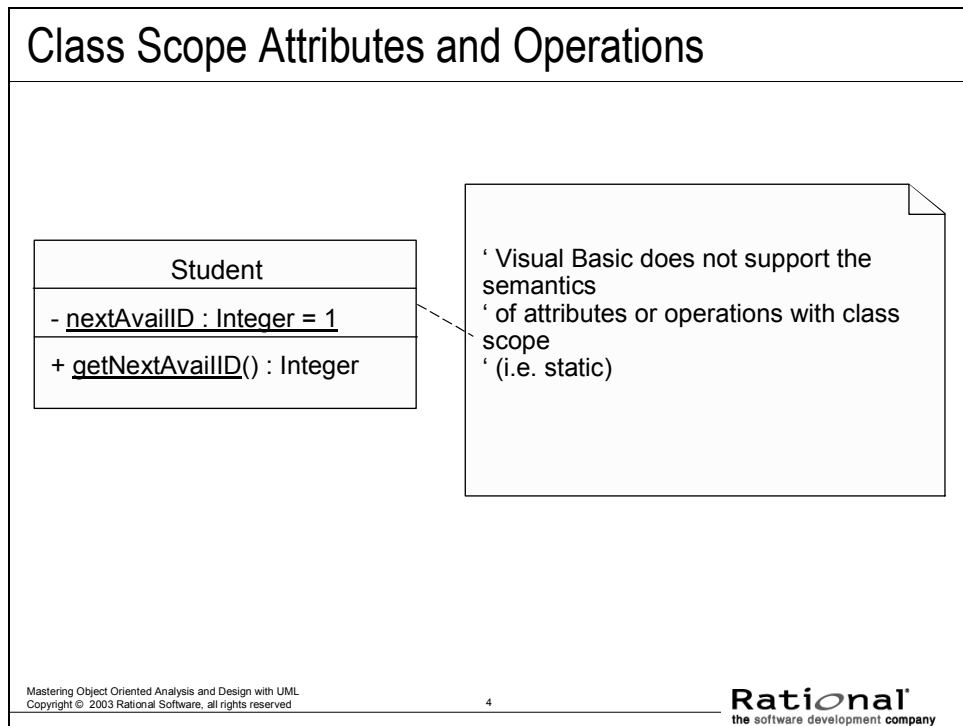 Class Scope Attributes and Operations
Student
- nextAvailID : Integer = 1
+ getNextAvailID() : Integer
‘ Visual Basic does not support the
semantics
‘ of attributes or operations with class
scope
‘ (i.e. static)
Mastering Object Oriented Analysis and Design with UML
Copyright © 2003 Rational Software, all rights reserved
4
Rational
the software development company